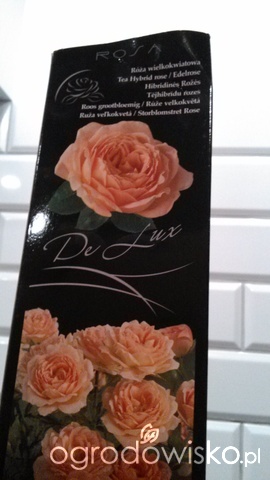 ROSA
Róża wielkokwiatowa
Tea Hybrid rose / Edelrose
Hibridinės Rožės
Tējhibrīdu rozes
Roos grootbloemig / Růže velkokvětá
Ruža veľkokvetá / Storblomstret Rose
De Lux
ogrodowisko.pl